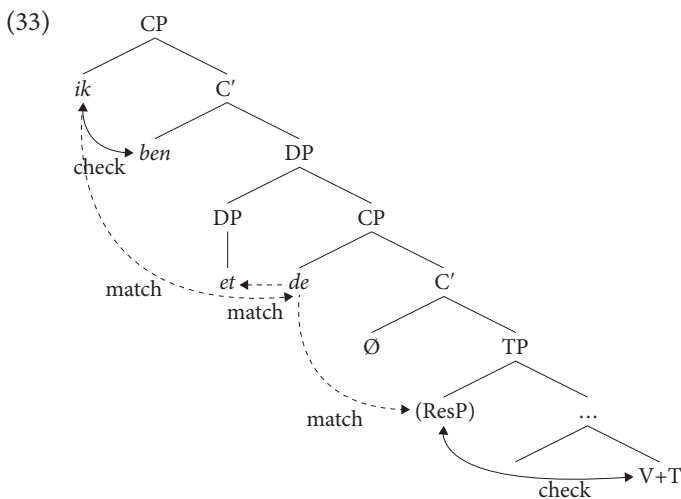 (33)
CP
ik C′
check ben DP
DP CP
match et de C′
match
Ø TP
match (ResP) …
check V+T